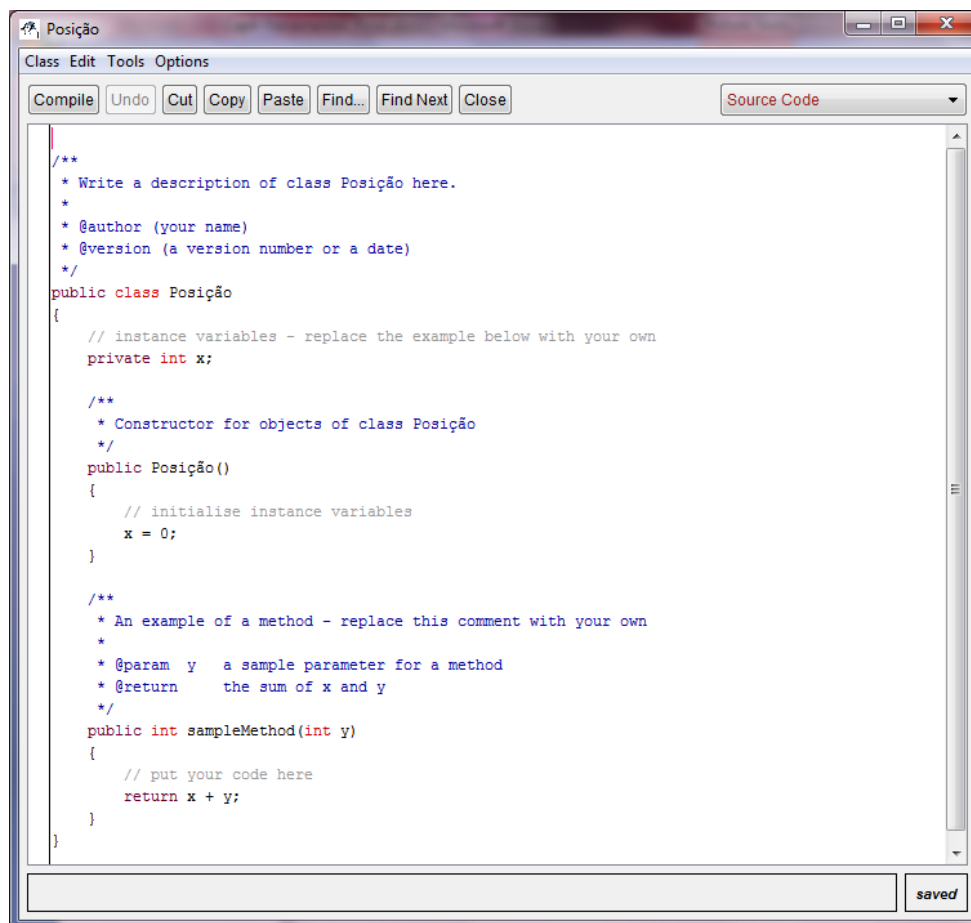 Posição
Class Edit Tools Options
Compile Undo Cut Copy Paste Find... Find Next Close Source Code
/**
 * Write a description of class Posição here.
 *
 * @author (your name)
 * @version (a version number or a date)
 */
public class Posição
{
    // instance variables - replace the example below with your own
    private int x;
    /**
     * Constructor for objects of class Posição
     */
    public Posição()
    {
        // initialise instance variables
        x = 0;
    }
    /**
     * An example of a method - replace this comment with your own
     *
     * @param  y   a sample parameter for a method
     * @return     the sum of x and y
     */
    public int sampleMethod(int y)
    {
        // put your code here
        return x + y;
    }
}
saved